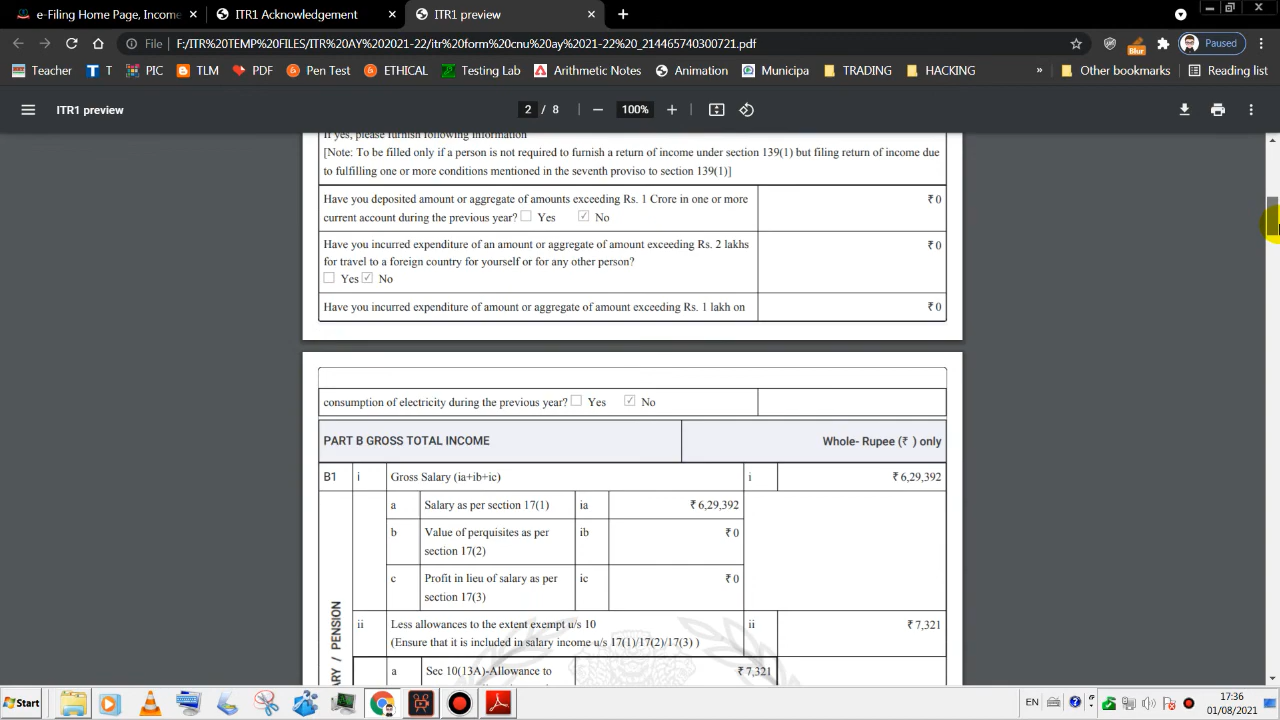 e-Filing Home Page, Income
ITR1 Acknowledgement
ITR1 preview
File F:/ITR%20TEMP%20FILES/ITR%20AY%202021-22/itr%20form%20cnu%20ay%2021-22%20_214465740300721.pdf
Blur
Paused
Teacher T PIC TLM PDF Pen Test ETHICAL Testing Lab Arithmetic Notes Animation Municipa TRADING HACKING » Other bookmarks Reading list
ITR1 preview 2 / 8 100%
If yes, please furnish following information
[Note: To be filled only if a person is not required to furnish a return of income under section 139(1) but filing return of income due
to fulfilling one or more conditions mentioned in the seventh proviso to section 139(1)]
Have you deposited amount or aggregate of amounts exceeding Rs. 1 Crore in one or more ₹ 0
current account during the previous year? Yes No
Have you incurred expenditure of an amount or aggregate of amount exceeding Rs. 2 lakhs ₹ 0
for travel to a foreign country for yourself or for any other person?
Yes No
Have you incurred expenditure of amount or aggregate of amount exceeding Rs. 1 lakh on ₹ 0
consumption of electricity during the previous year? Yes No
PART B GROSS TOTAL INCOME Whole- Rupee (₹ ) only
B1 i Gross Salary (ia+ib+ic) i ₹ 6,29,392
a Salary as per section 17(1) ia ₹ 6,29,392
b Value of perquisites as per ib ₹ 0
section 17(2)
c Profit in lieu of salary as per ic ₹ 0
section 17(3)
ii Less allowances to the extent exempt u/s 10 ii ₹ 7,321
(Ensure that it is included in salary income u/s 17(1)/17(2)/17(3) )
ARY / PENSION
a Sec 10(13A)-Allowance to ₹ 7,321
Start
EN
17:36
01/08/2021